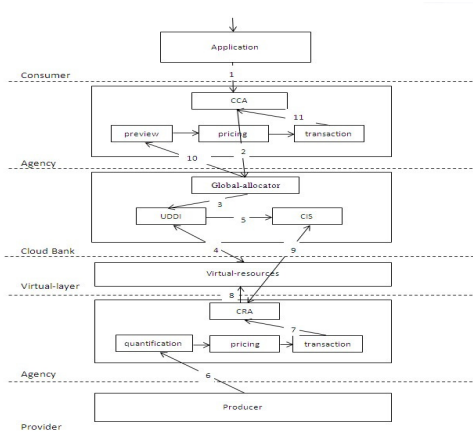 Application
1
Consumer
CCA
11
preview pricing transaction
10 2
Agency
Global-allocator
3
UDDI 5 CIS
4 9
Cloud Bank
Virtual-resources
Virtual-layer
8
CRA
7
quantification pricing transaction
6
Agency
Producer
Provider